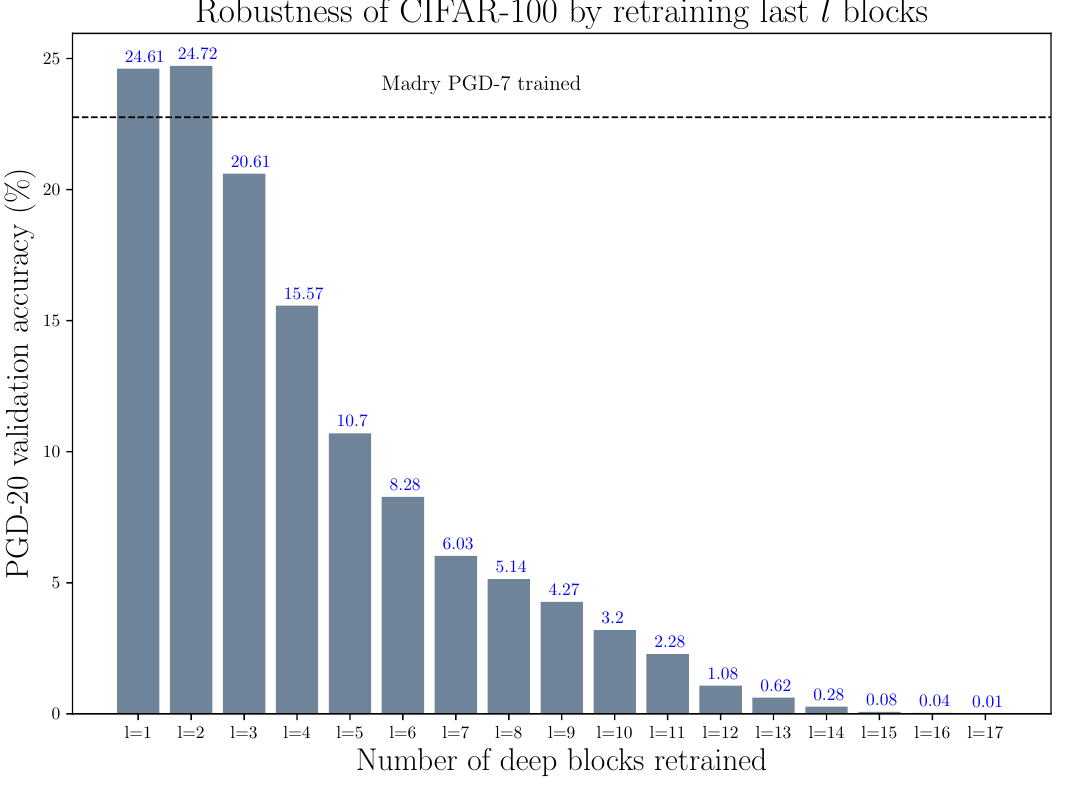 Robustness of CIFAR-100 by retraining last l blocks
PGD-20 validation accuracy (%)
25
20
15
10
5
0
Madry PGD-7 trained
24.61 24.72 20.61 15.57 10.7 8.28 6.03 5.14 4.27 3.2 2.28 1.08 0.62 0.28 0.08 0.04 0.01
l=1 l=2 l=3 l=4 l=5 l=6 l=7 l=8 l=9 l=10 l=11 l=12 l=13 l=14 l=15 l=16 l=17
Number of deep blocks retrained